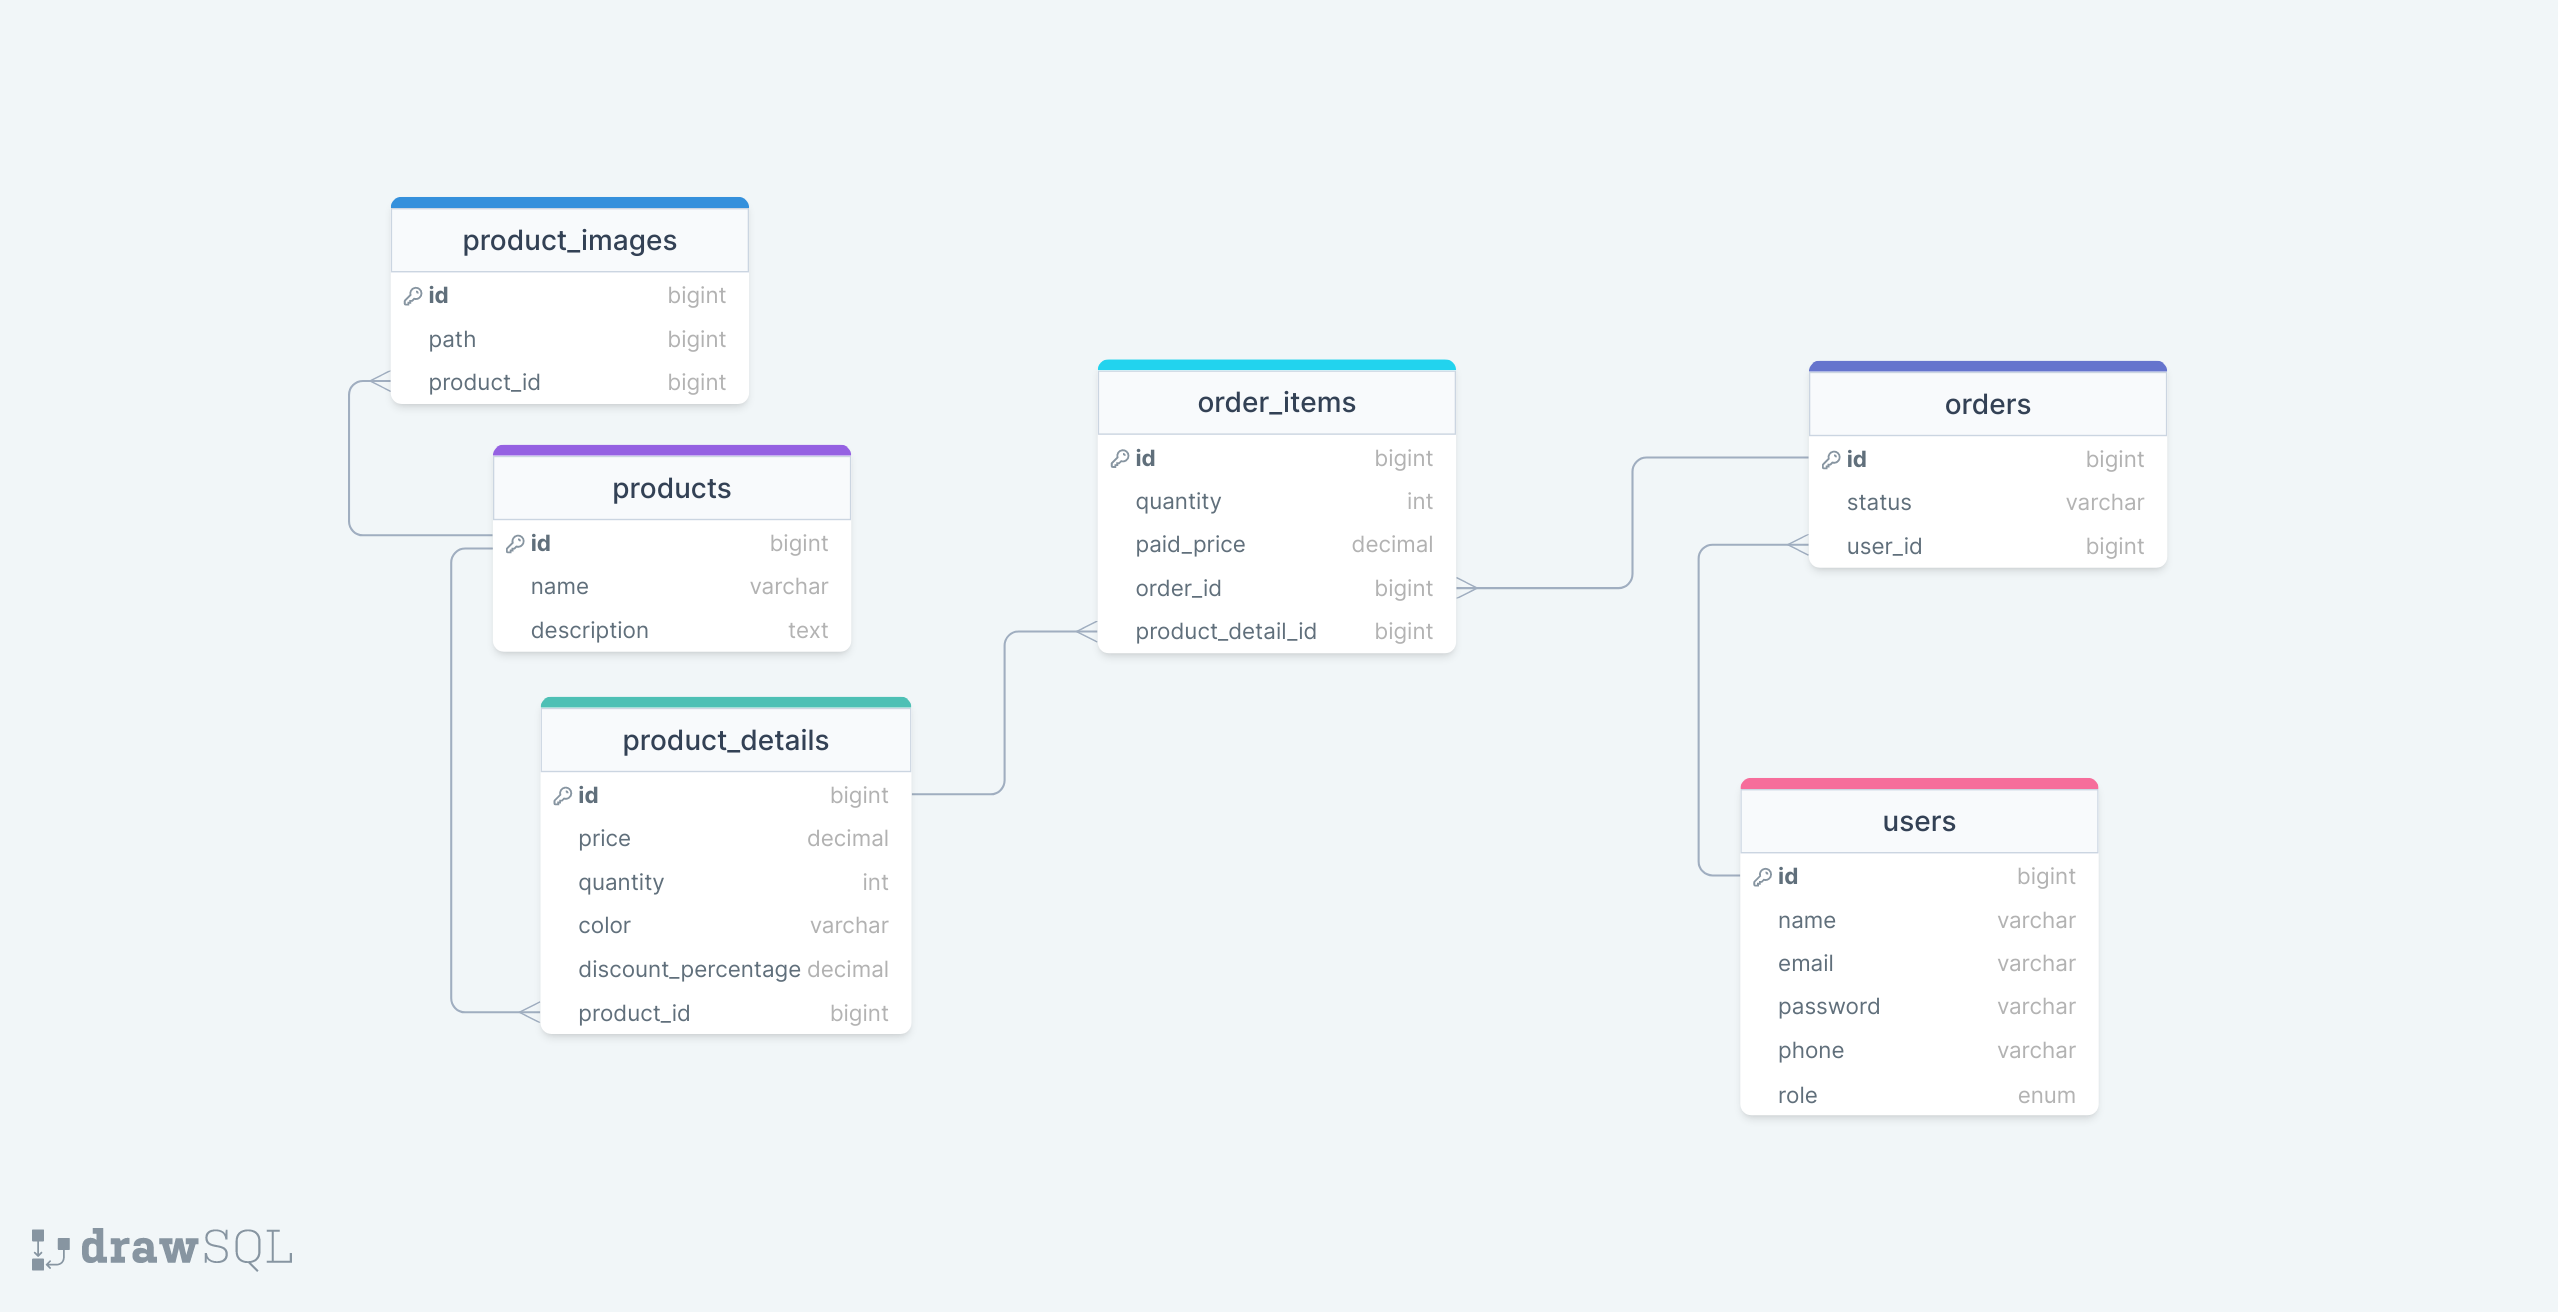 product_images
id bigint
path bigint
product_id bigint
products
id bigint
name varchar
description text
product_details
id bigint
price decimal
quantity int
color varchar
discount_percentage decimal
product_id bigint
order_items
id bigint
quantity int
paid_price decimal
order_id bigint
product_detail_id bigint
orders
id bigint
status varchar
user_id bigint
users
id bigint
name varchar
email varchar
password varchar
phone varchar
role enum
drawSQL